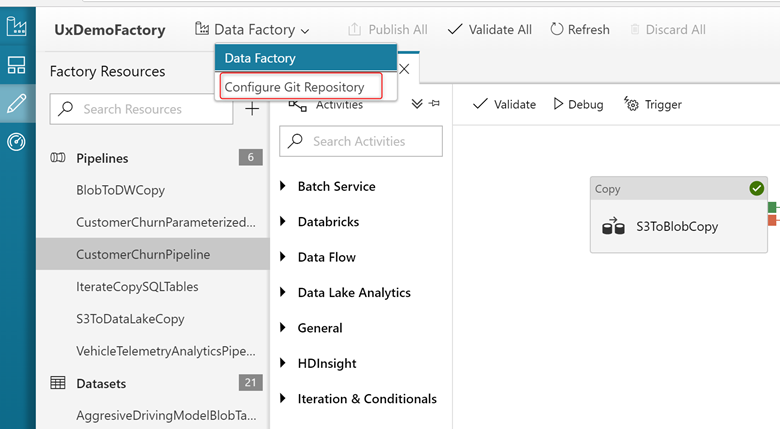 UxDemoFactory
Data Factory
Publish All
Validate All
Refresh
Discard All
Data Factory
Configure Git Repository
Factory Resources
Search Resources
Pipelines
6
BlobToDWCopy
CustomerChurnParameterized...
CustomerChurnPipeline
IterateCopySQLTables
S3ToDataLakeCopy
VehicleTelemetryAnalyticsPipe...
Datasets
21
AggresiveDrivingModelBlobTa...
Activities
Search Activities
Batch Service
Databricks
Data Flow
Data Lake Analytics
General
HDInsight
Iteration & Conditionals
Validate
Debug
Trigger
Copy
S3ToBlobCopy